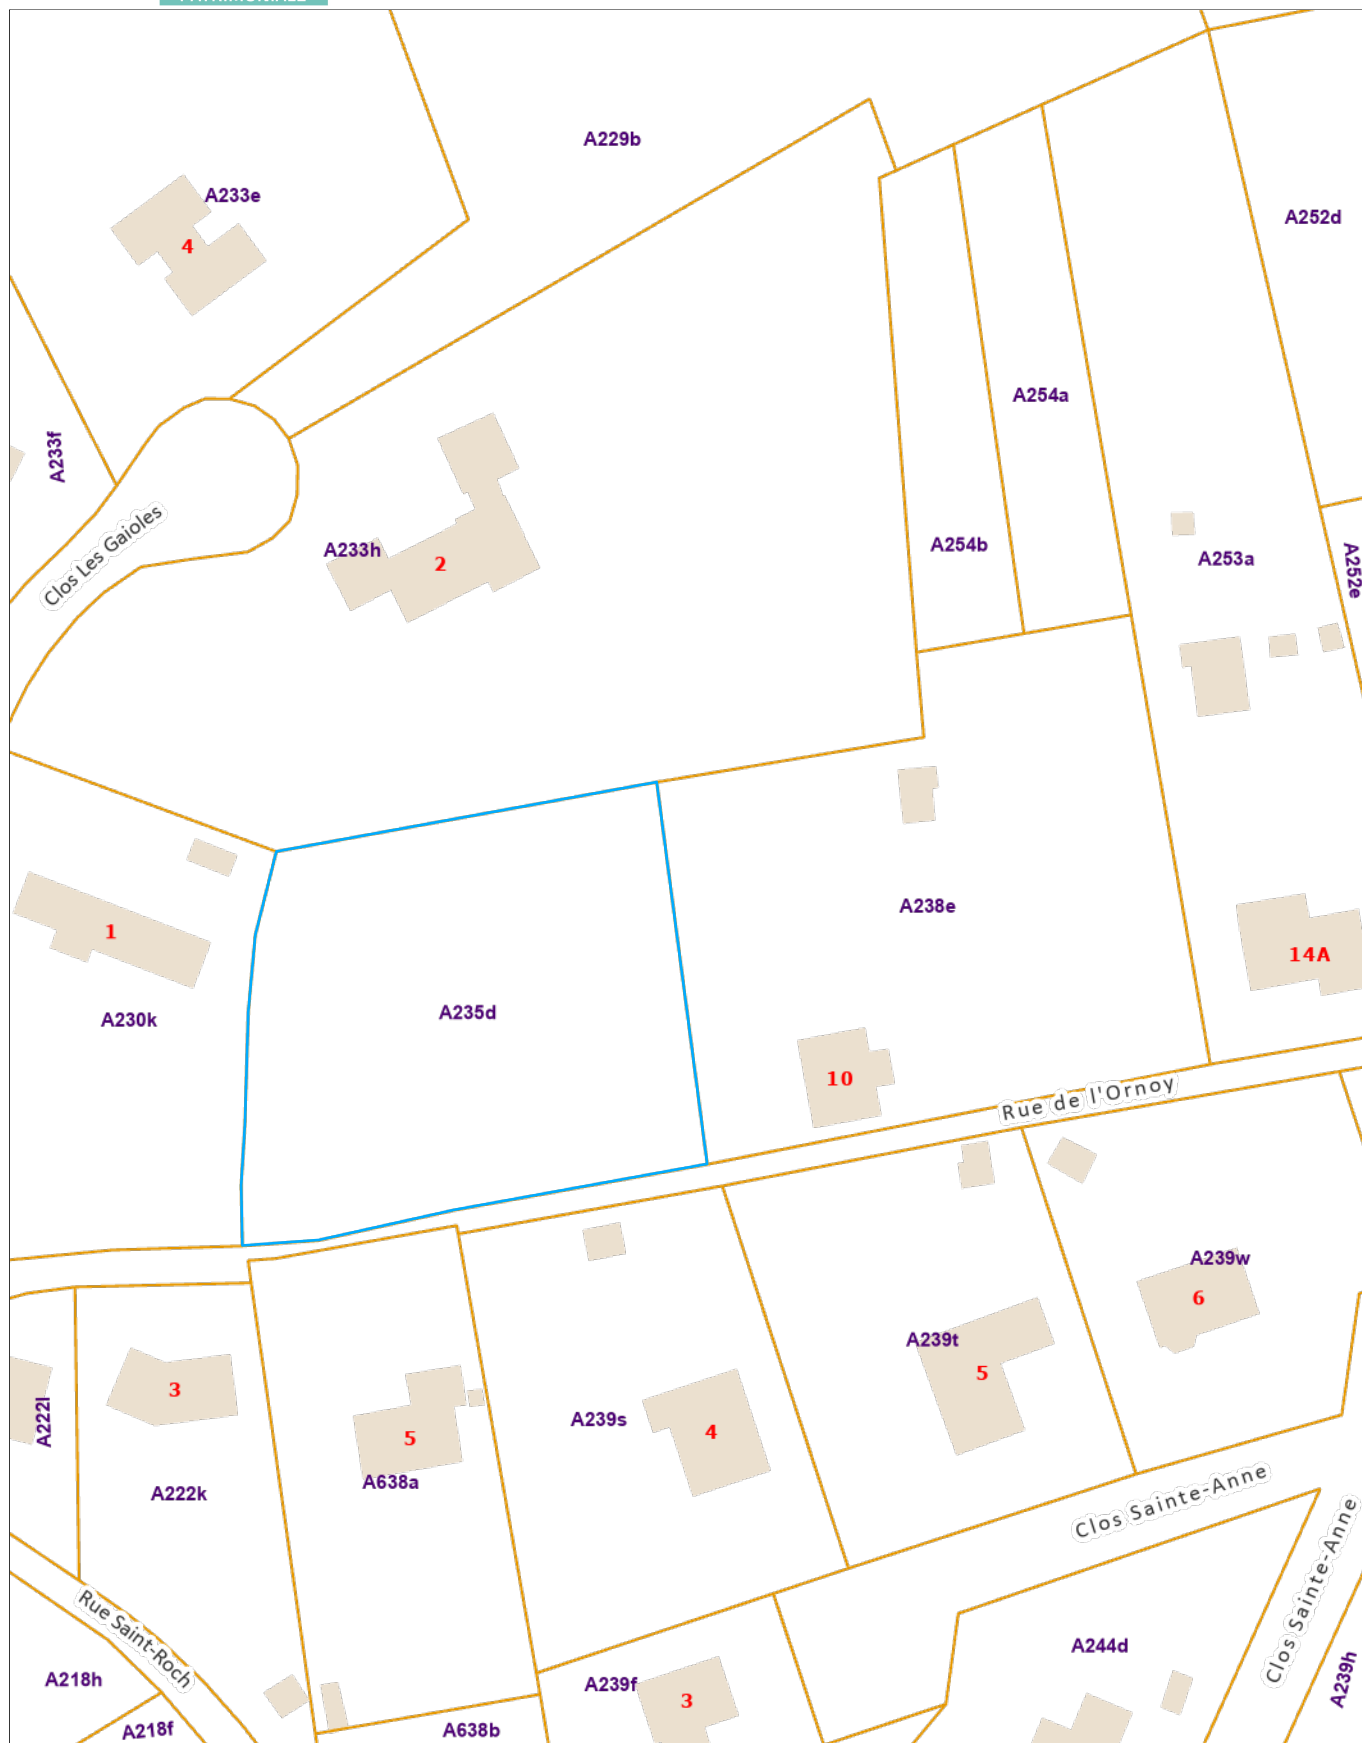 A229b
A233e
4
A252d
A254a
A233f
Clos Les Gaioles
A233h
2
A254b
A253a
A252e
A238e
1
14A
A230k
A235d
10
Rue de l'Ornoy
A239w
6
A239t
5
3
A222l
A239s
4
5
A638a
A222k
Clos Sainte-Anne
Clos Sainte-Anne
Rue Saint-Roch
A244d
A218h
A239f
3
A239h
A218f
A638b